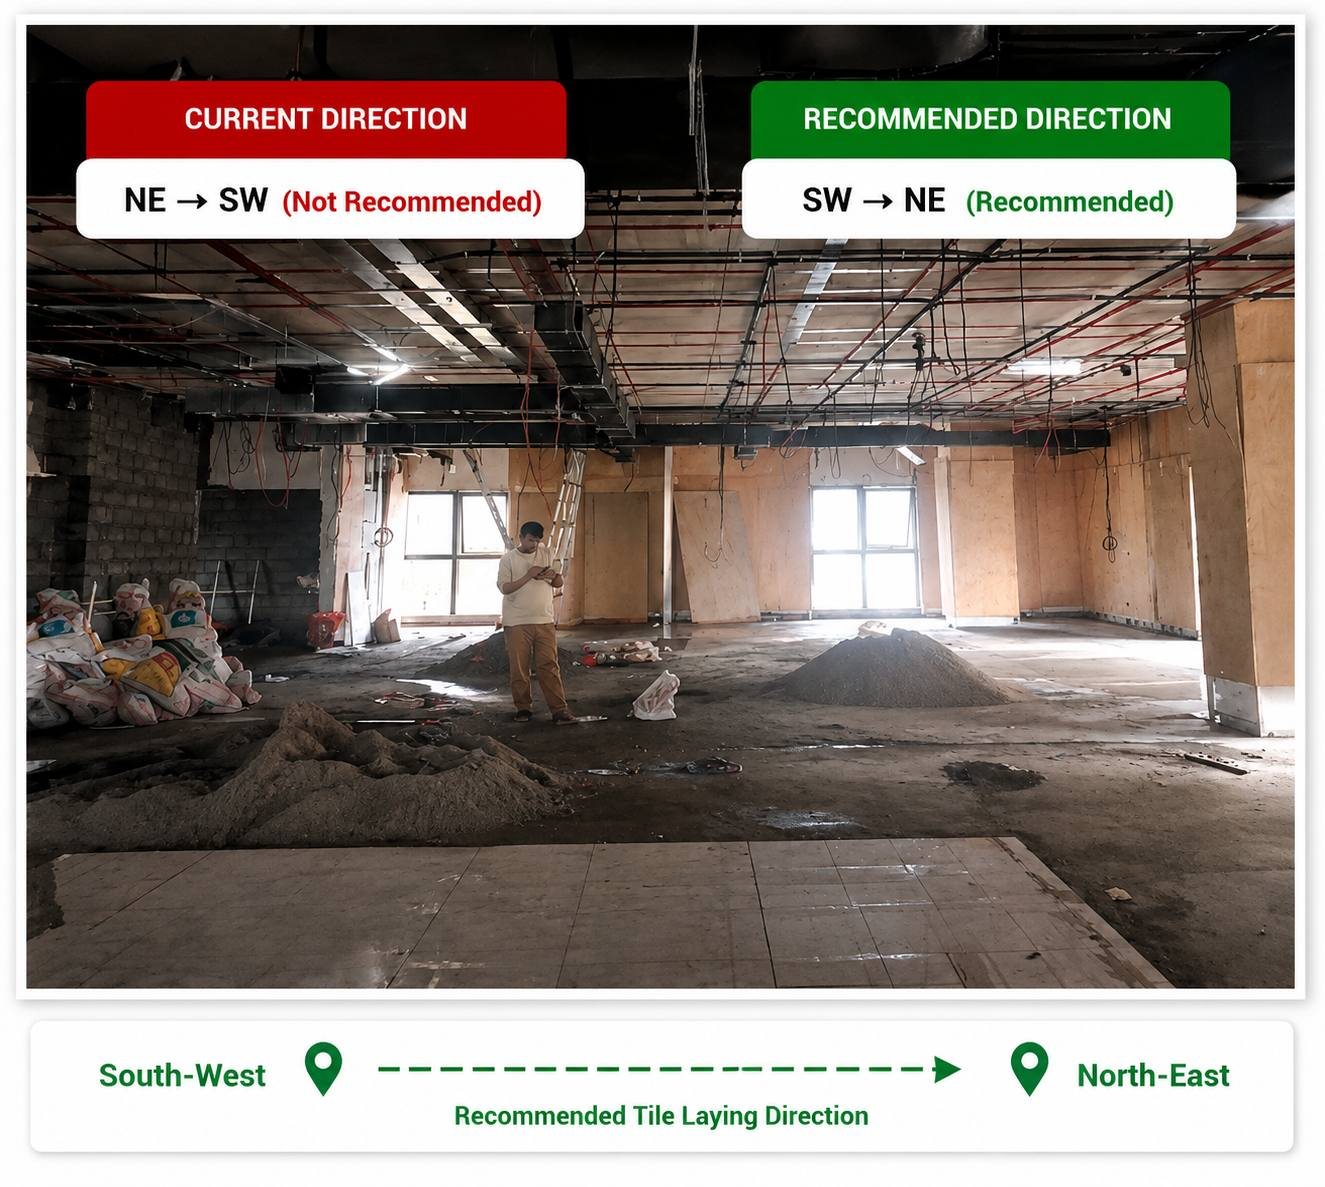 CURRENT DIRECTION
NE → SW (Not Recommended)
RECOMMENDED DIRECTION
SW → NE (Recommended)
South-West
North-East
Recommended Tile Laying Direction